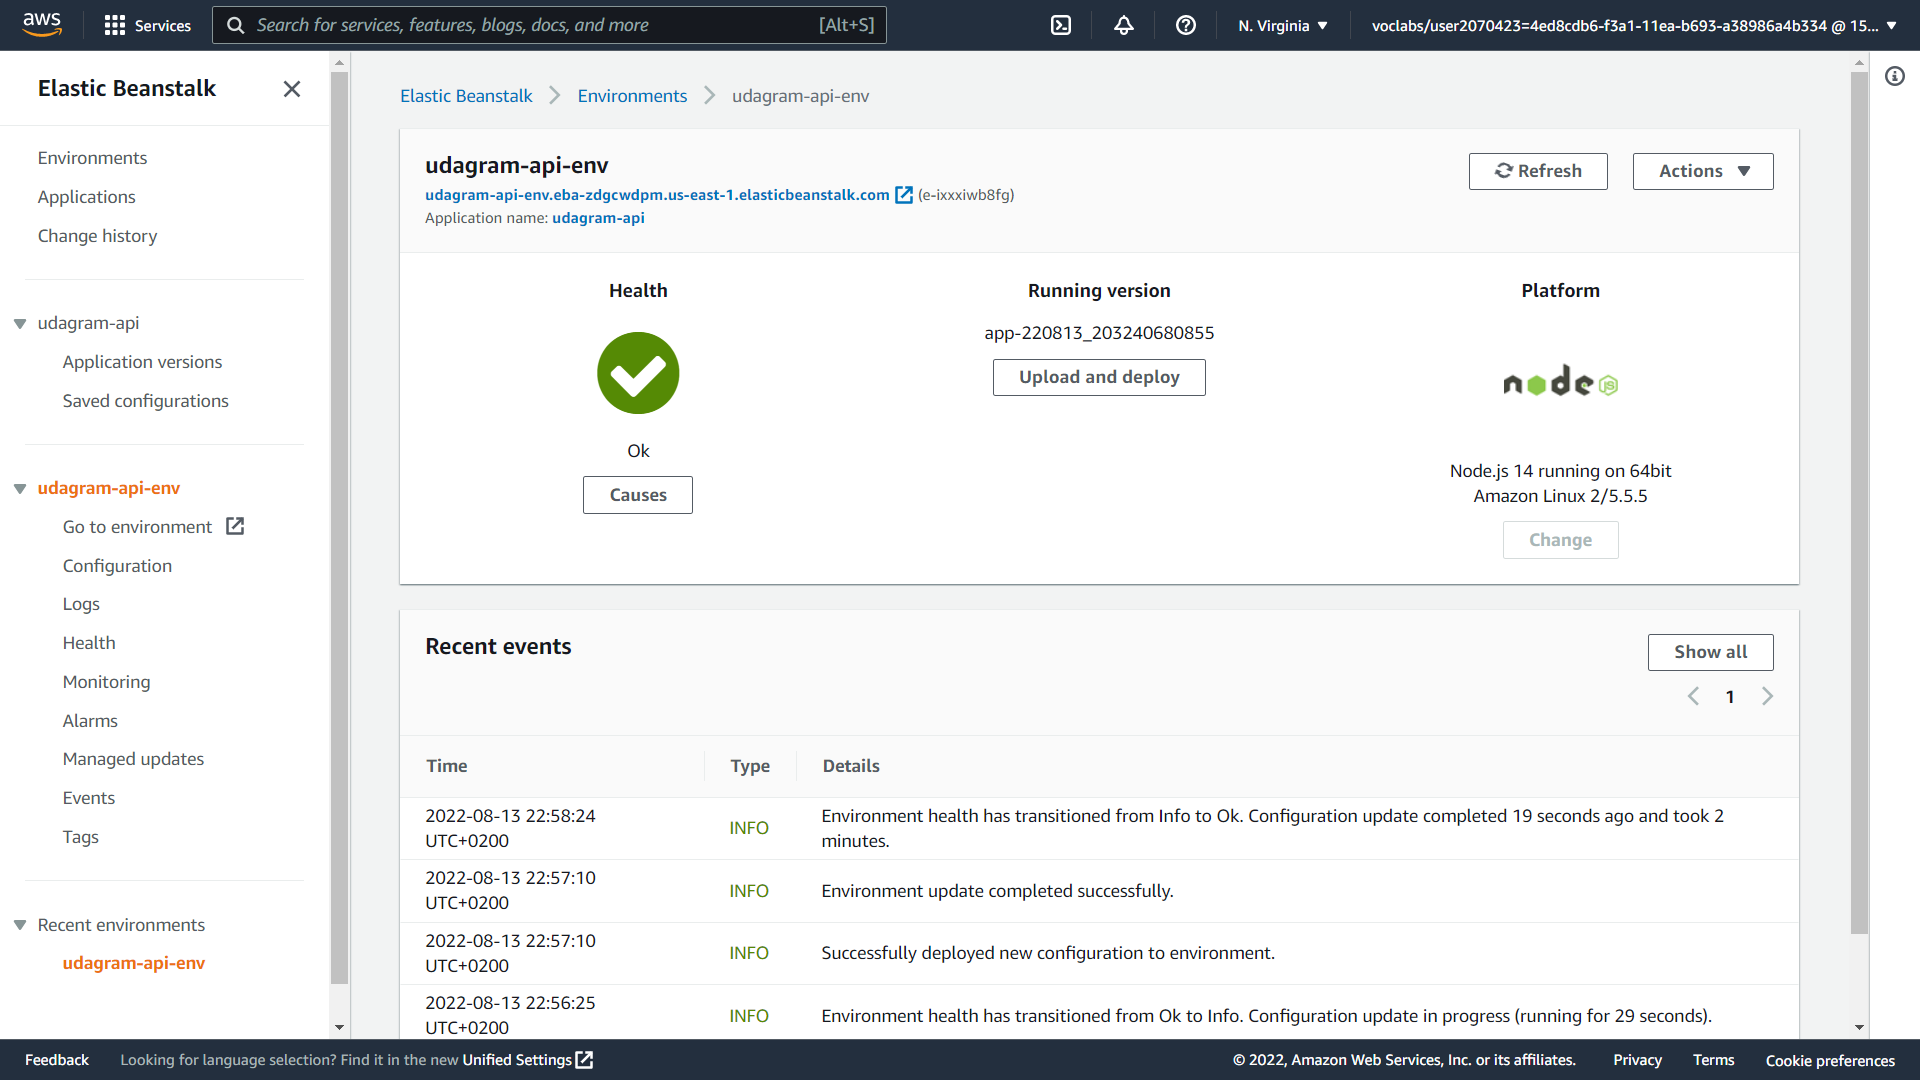 aws
Services
Search for services, features, blogs, docs, and more
[Alt+S]
N. Virginia
voclabs/user2070423=4ed8cdb6-f3a1-11ea-b693-a38986a4b334 @ 15...
Elastic Beanstalk
Environments
Applications
Change history
udagram-api
Application versions
Saved configurations
udagram-api-env
Go to environment
Configuration
Logs
Health
Monitoring
Alarms
Managed updates
Events
Tags
Recent environments
udagram-api-env
Elastic Beanstalk
Environments
udagram-api-env
udagram-api-env
udagram-api-env.eba-zdgcwdpm.us-east-1.elasticbeanstalk.com (e-ixxxiwb8fg)
Application name: udagram-api
Refresh
Actions
Health
Ok
Causes
Running version
app-220813_203240680855
Upload and deploy
Platform
node JS
Node.js 14 running on 64bit
Amazon Linux 2/5.5.5
Change
Recent events
Show all
1
Time Type Details
2022-08-13 22:58:24
UTC+0200
INFO
Environment health has transitioned from Info to Ok. Configuration update completed 19 seconds ago and took 2
minutes.
2022-08-13 22:57:10
UTC+0200
INFO
Environment update completed successfully.
2022-08-13 22:57:10
UTC+0200
INFO
Successfully deployed new configuration to environment.
2022-08-13 22:56:25
UTC+0200
INFO
Environment health has transitioned from Ok to Info. Configuration update in progress (running for 29 seconds).
Feedback
Looking for language selection? Find it in the new Unified Settings
© 2022, Amazon Web Services, Inc. or its affiliates.
Privacy
Terms
Cookie preferences